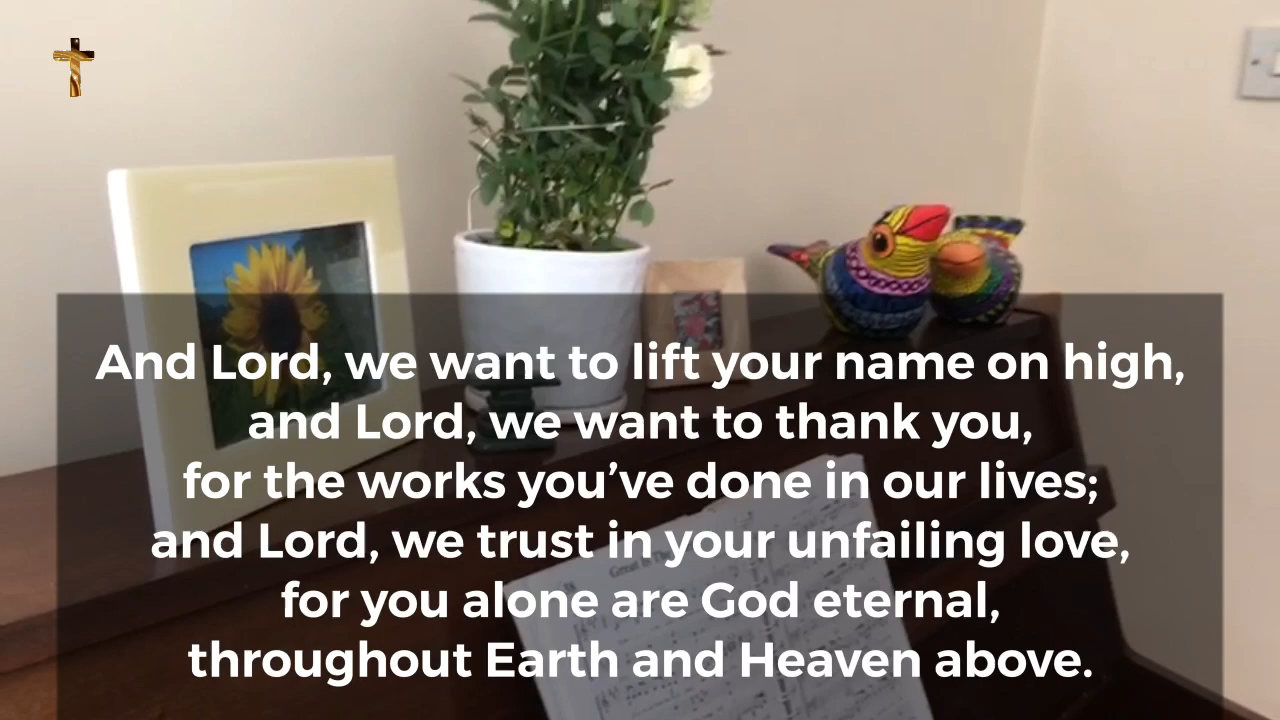 And Lord, we want to lift your name on high,
and Lord, we want to thank you,
for the works you’ve done in our lives;
and Lord, we trust in your unfailing love,
for you alone are God eternal,
throughout Earth and Heaven above.
Great Is